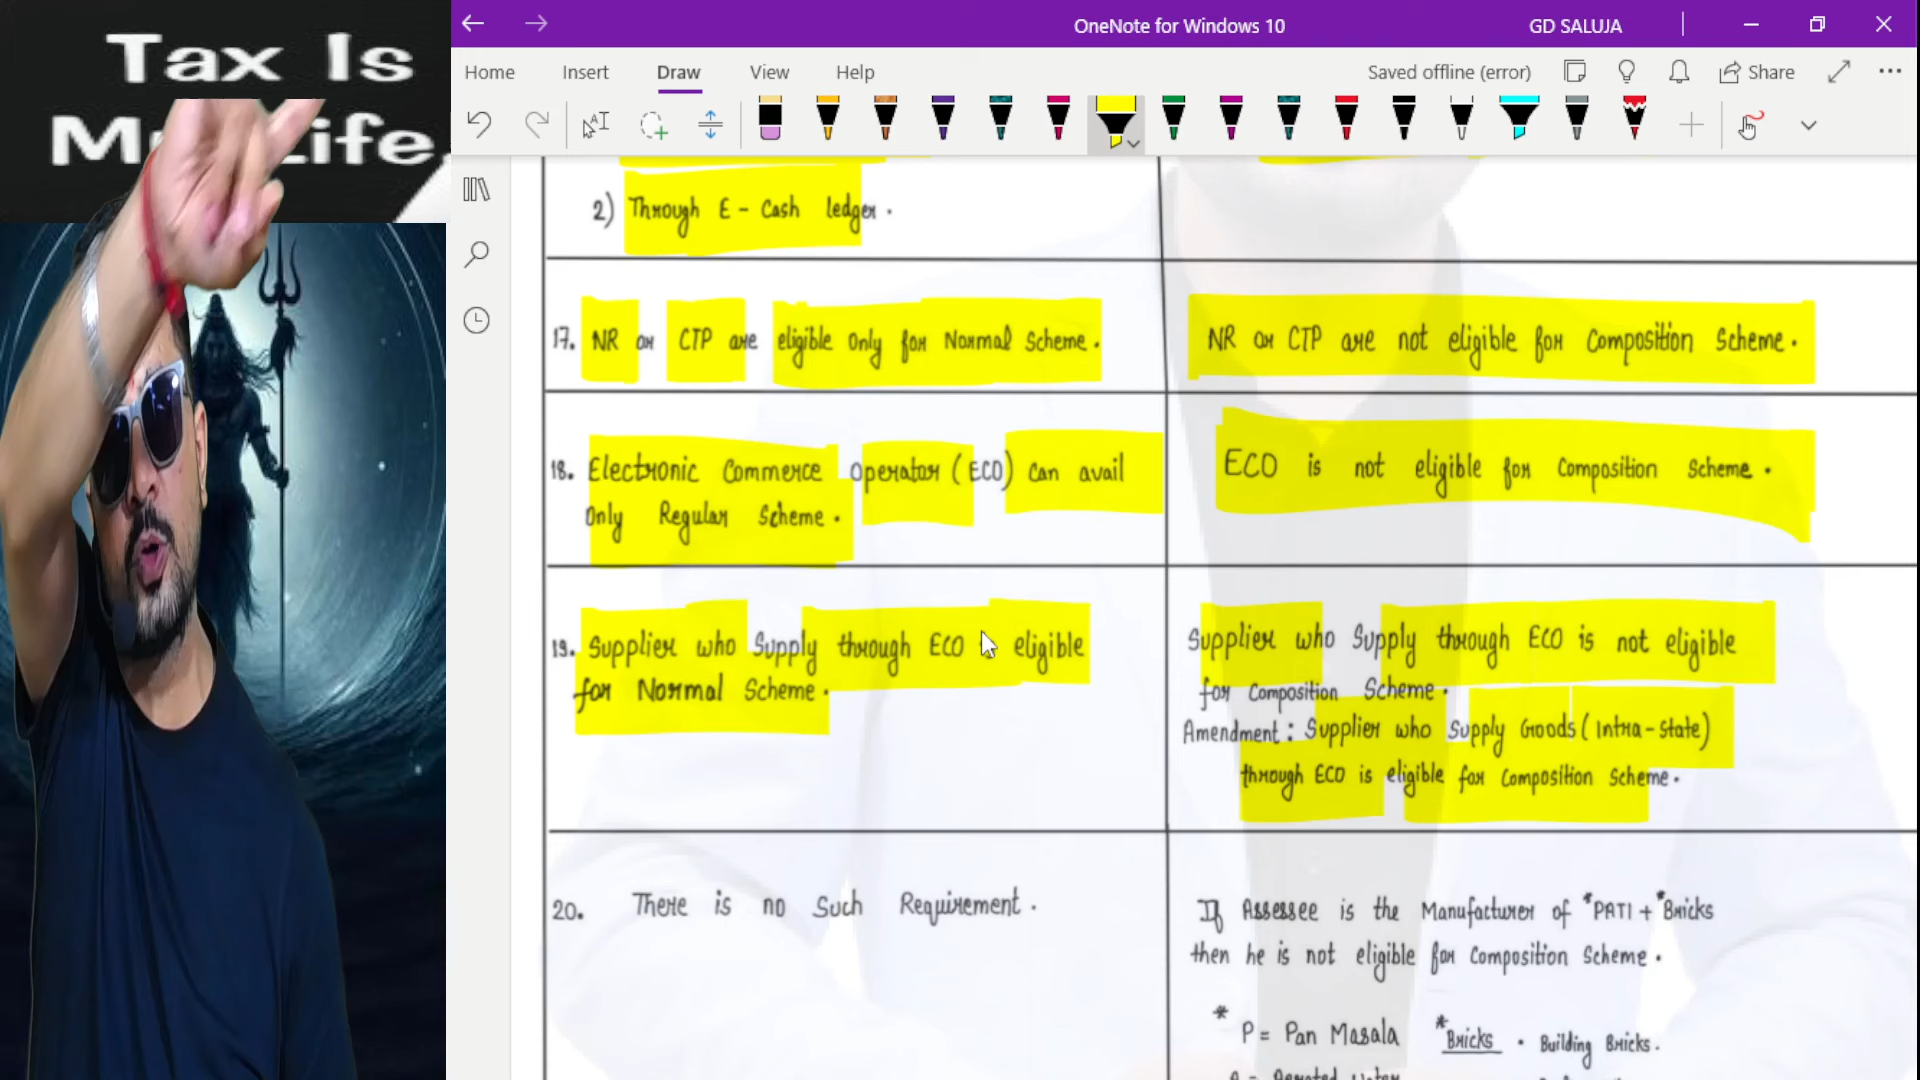 Tax Is
My Life.
OneNote for Windows 10
GD SALUJA
Home Insert Draw View Help
Saved offline (error)
Share
2) Through E - Cash ledger.
17. NR or CTP are eligible Only for Normal Scheme.
NR or CTP are not eligible for Composition Scheme.
18. Electronic Commerce Operator (ECO) Can avail
Only Regular Scheme.
ECO is not eligible for Composition Scheme.
19. Supplier who Supply through ECO eligible
for Normal Scheme.
Supplier who Supply through ECO is not eligible
for Composition Scheme.
Amendment: Supplier who Supply Goods (Intra-State)
through ECO is eligible for Composition Scheme.
20. There is no Such Requirement.
If Assessee is the Manufacturer of *PATI + *Bricks
then he is not eligible for Composition Scheme.
* P = Pan Masala
*Bricks • Building Bricks.
A = Aerated Water